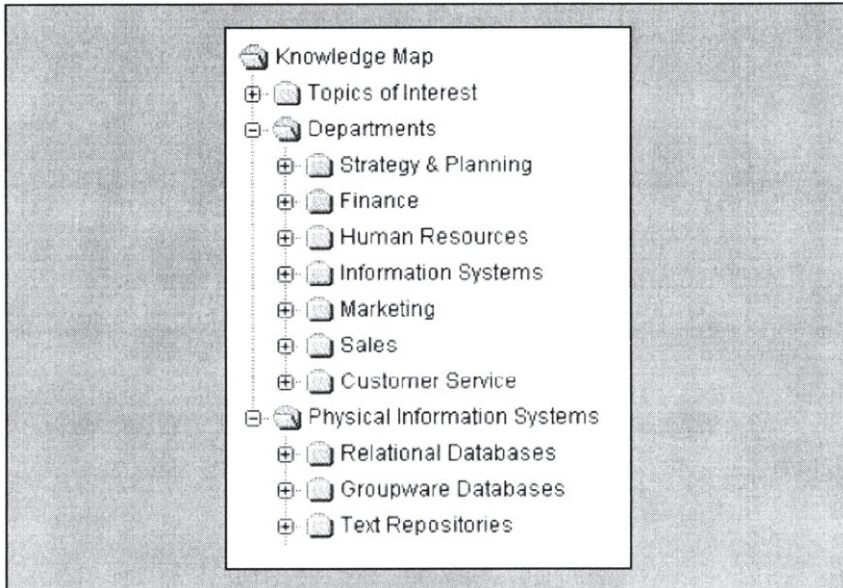 Knowledge Map
Topics of Interest
Departments
Strategy & Planning
Finance
Human Resources
Information Systems
Marketing
Sales
Customer Service
Physical Information Systems
Relational Databases
Groupware Databases
Text Repositories